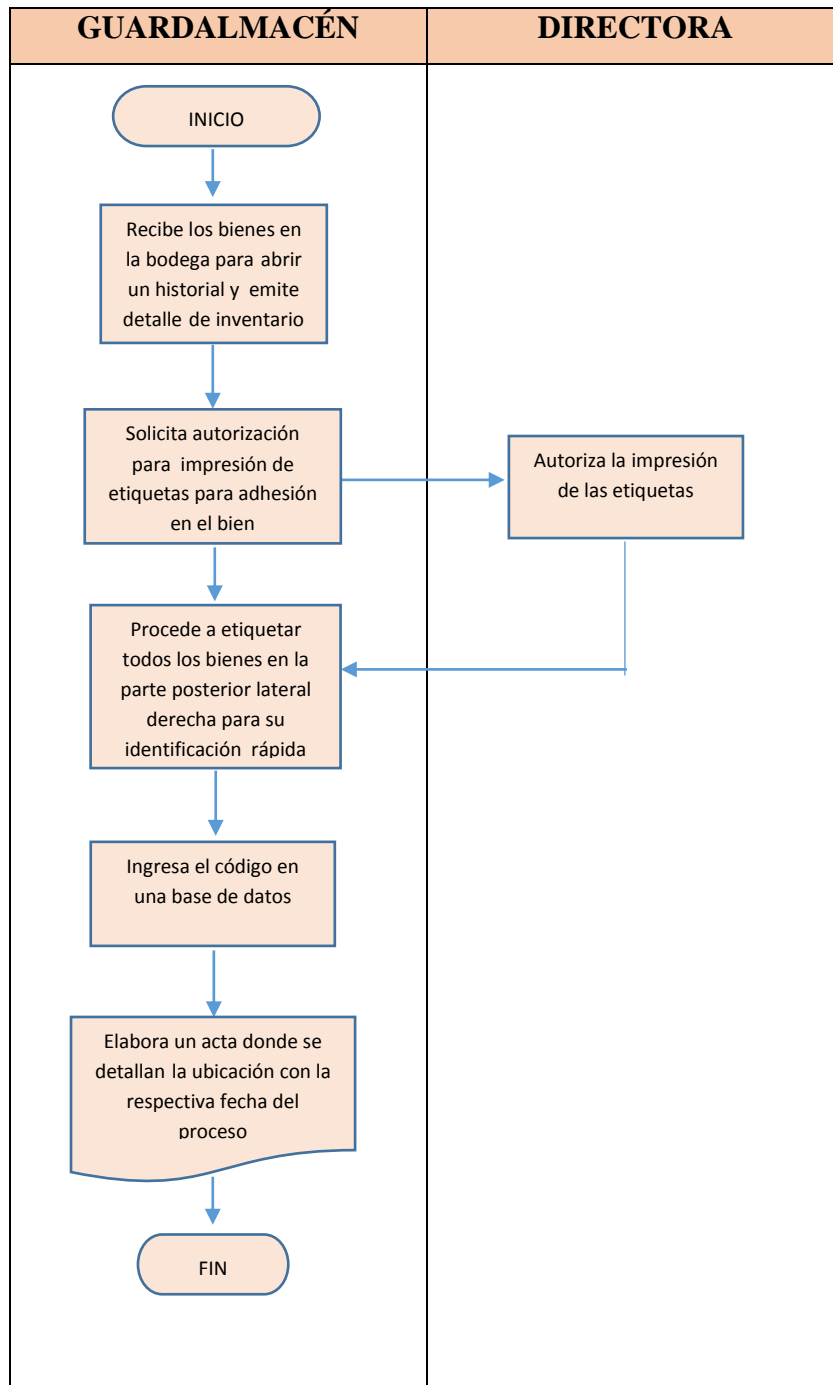 GUARDALMACÉN
DIRECTORA
INICIO
Recibe los bienes en
la bodega para abrir
un historial y emite
detalle de inventario
Solicita autorización
para impresión de
etiquetas para adhesión
en el bien
Autoriza la impresión
de las etiquetas
Procede a etiquetar
todos los bienes en la
parte posterior lateral
derecha para su
identificación rápida
Ingresa el código en
una base de datos
Elabora un acta donde se
detallan la ubicación con la
respectiva fecha del
proceso
FIN